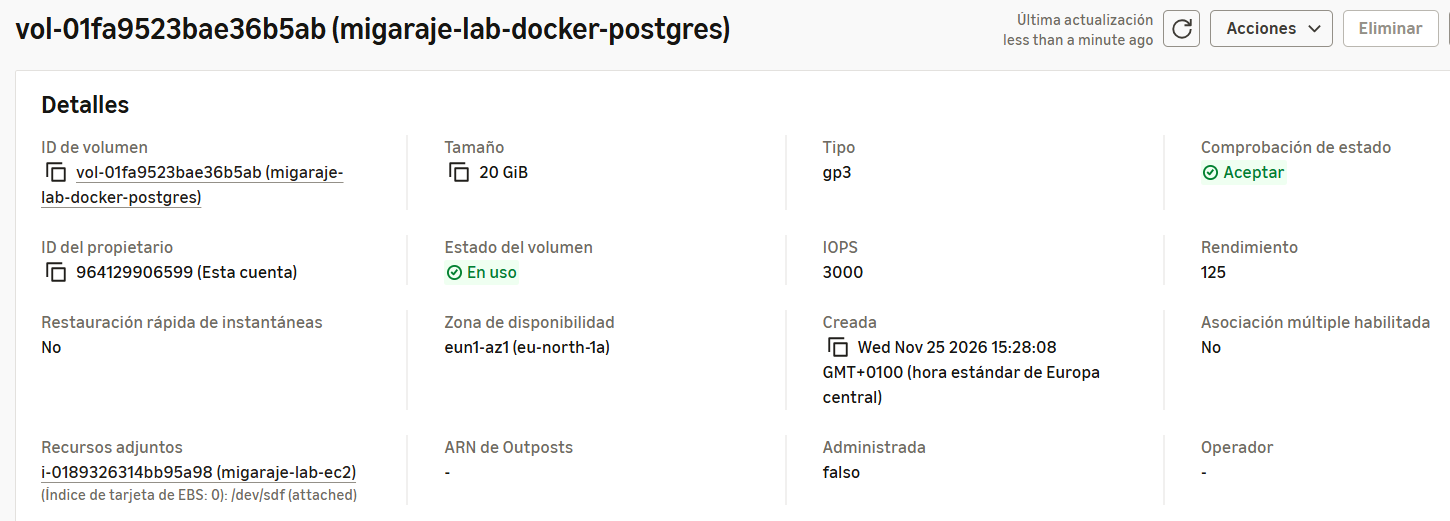 vol-01fa9523bae36b5ab (migaraje-lab-docker-postgres)
Última actualización
less than a minute ago
Acciones
Eliminar
Detalles
ID de volumen
vol-01fa9523bae36b5ab (migaraje-
lab-docker-postgres)
Tamaño
20 GiB
Tipo
gp3
Comprobación de estado
Aceptar
ID del propietario
964129906599 (Esta cuenta)
Estado del volumen
En uso
IOPS
3000
Rendimiento
125
Restauración rápida de instantáneas
No
Zona de disponibilidad
eun1-az1 (eu-north-1a)
Creada
Wed Nov 25 2026 15:28:08
GMT+0100 (hora estándar de Europa
central)
Asociación múltiple habilitada
No
Recursos adjuntos
i-0189326314bb95a98 (migaraje-lab-ec2)
(Índice de tarjeta de EBS: 0): /dev/sdf (attached)
ARN de Outposts
-
Administrada
falso
Operador
-